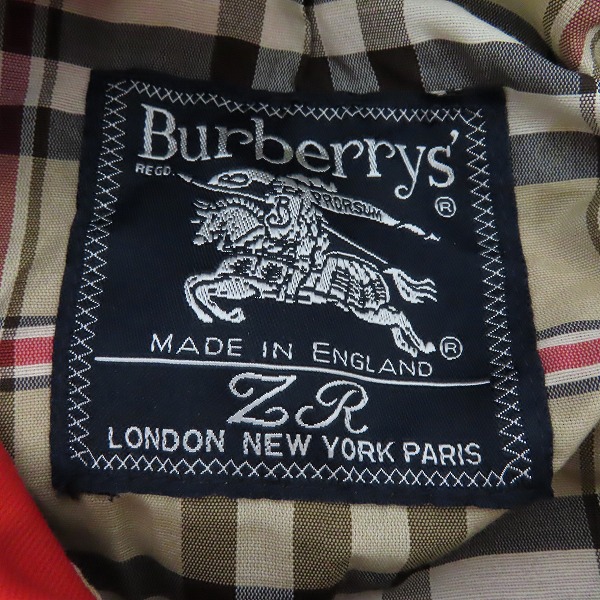 Burberrys'
REGD.
PRORSUM
®
®
MADE IN ENGLAND
ZR
LONDON NEW YORK PARIS